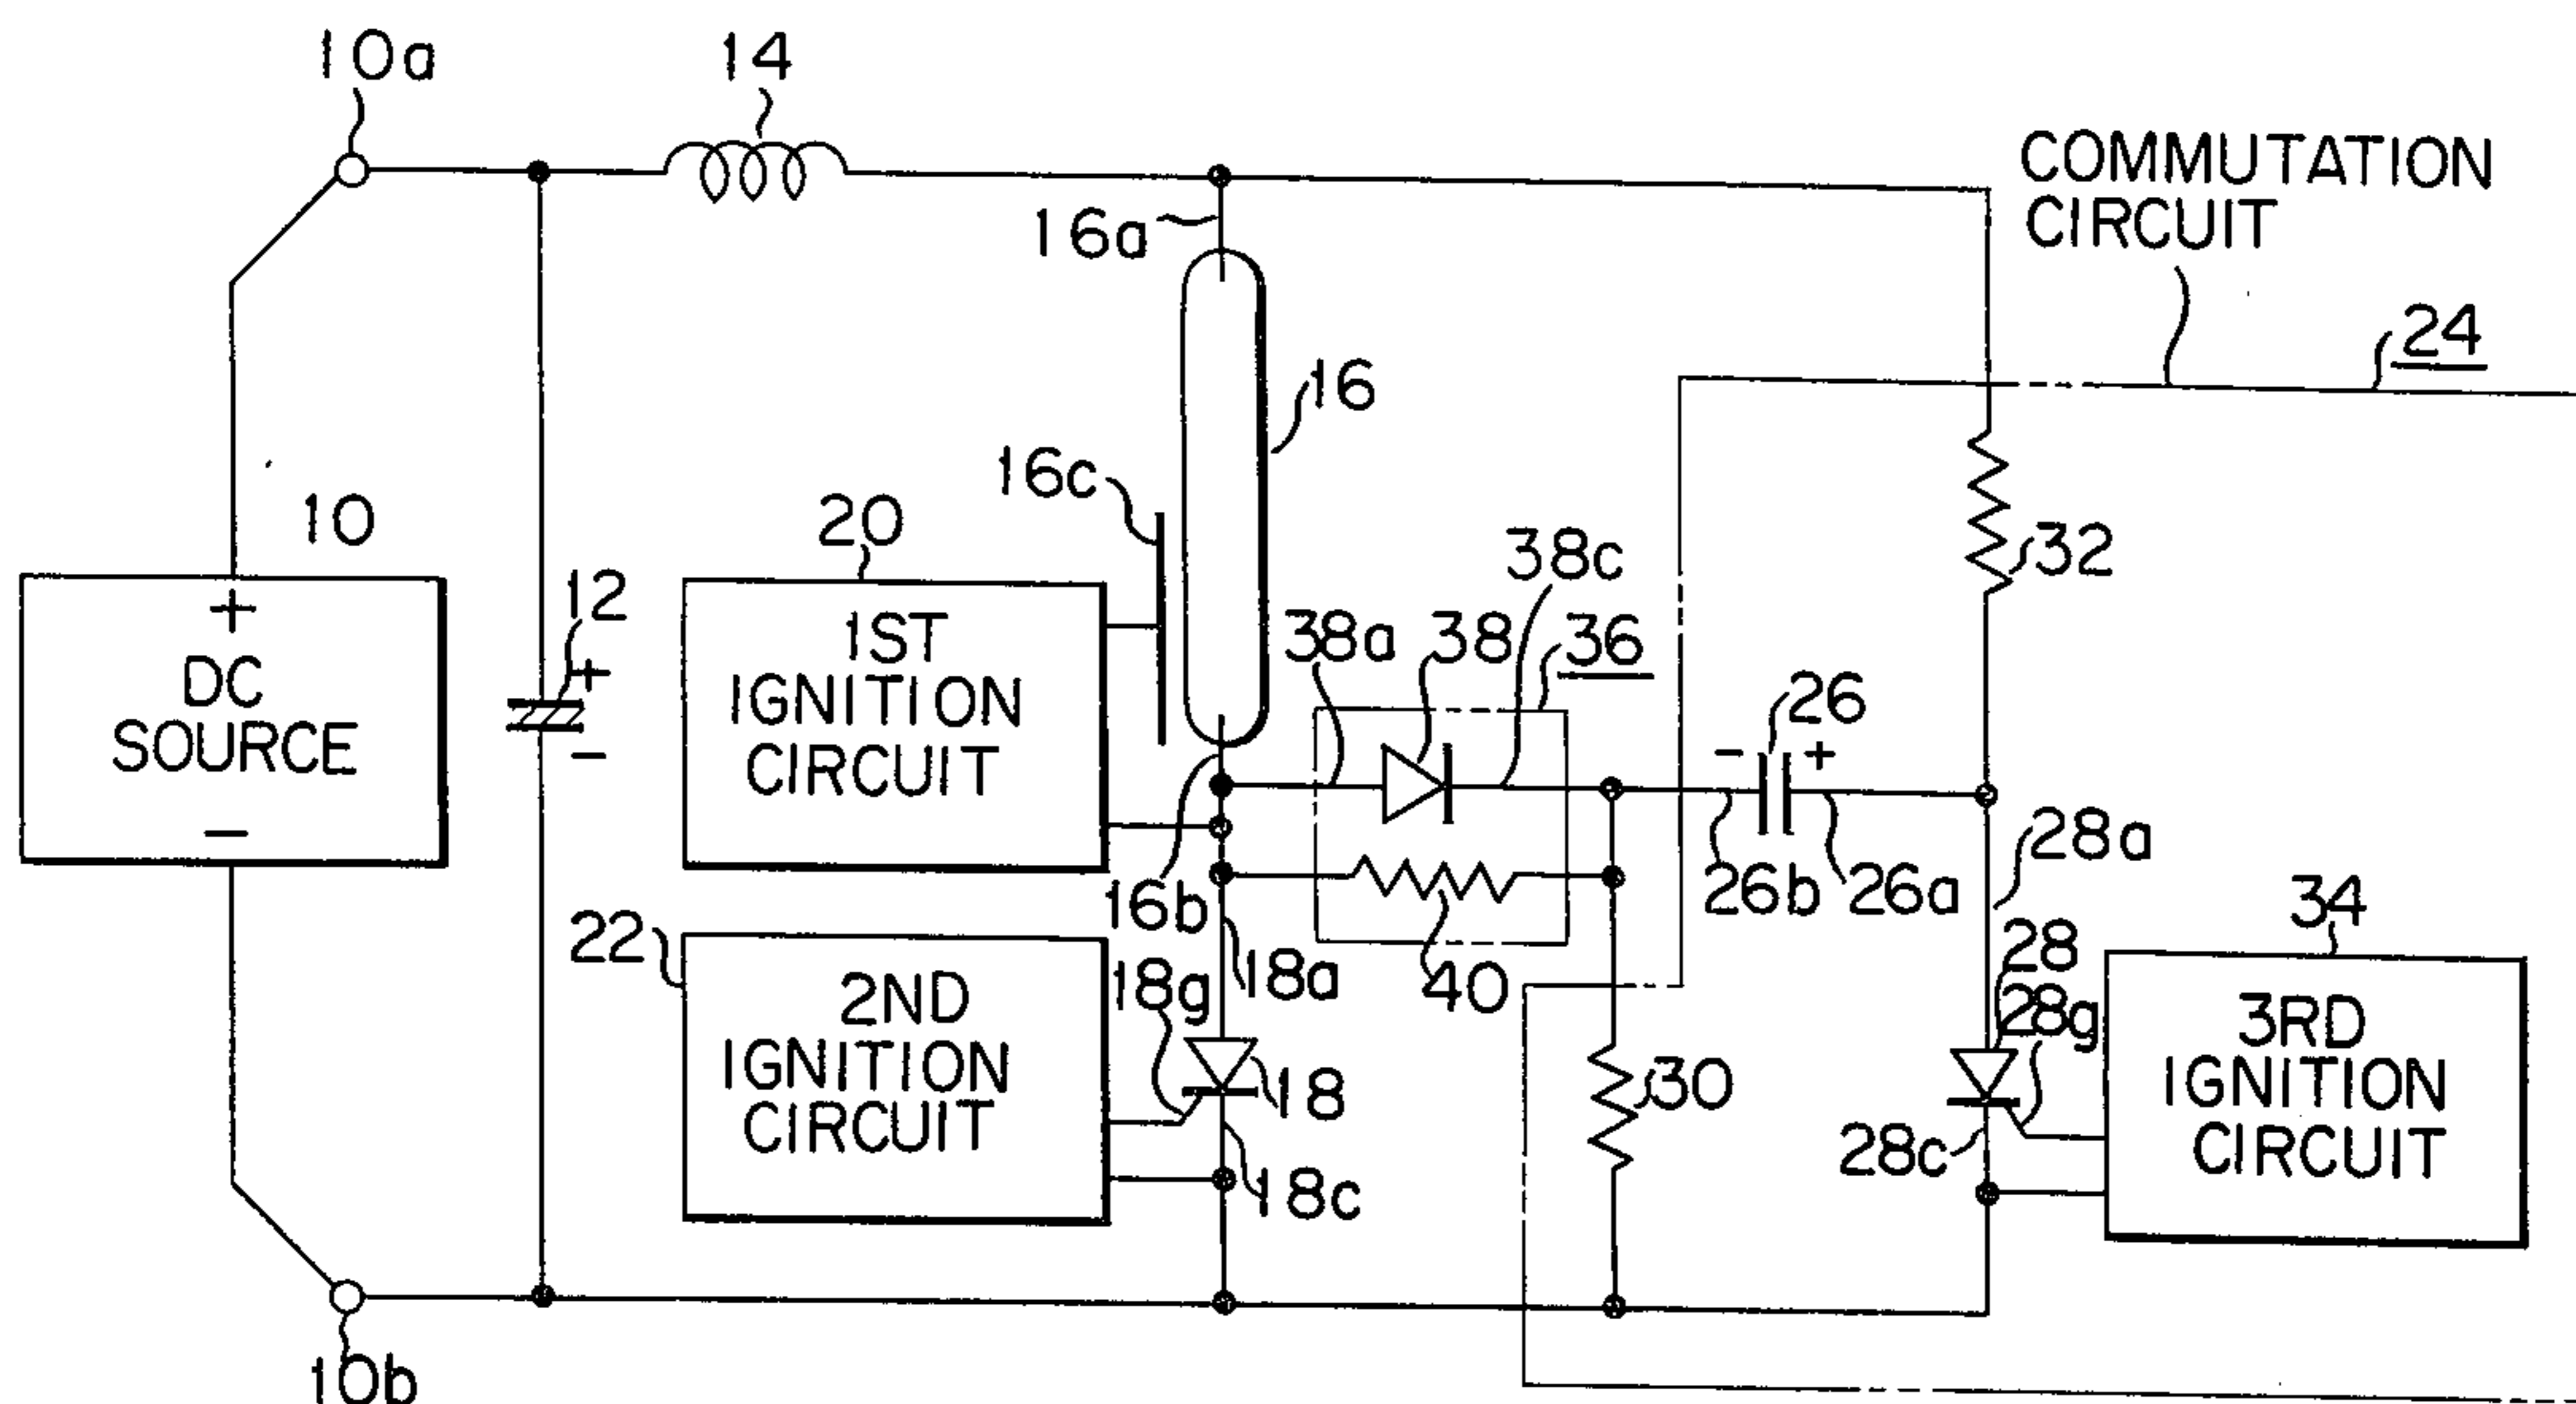 10a
14
COMMUTATION
CIRCUIT
16a
24
16
16c
10
20
32
38c
12
1ST
IGNITION
CIRCUIT
38a
38
36
+
DC
SOURCE
−
+
−
26
− +
28a
16b
26b
26a
22
34
28
18g
18a
40
28g
2ND
IGNITION
CIRCUIT
3RD
IGNITION
CIRCUIT
18
30
28c
18c
10b